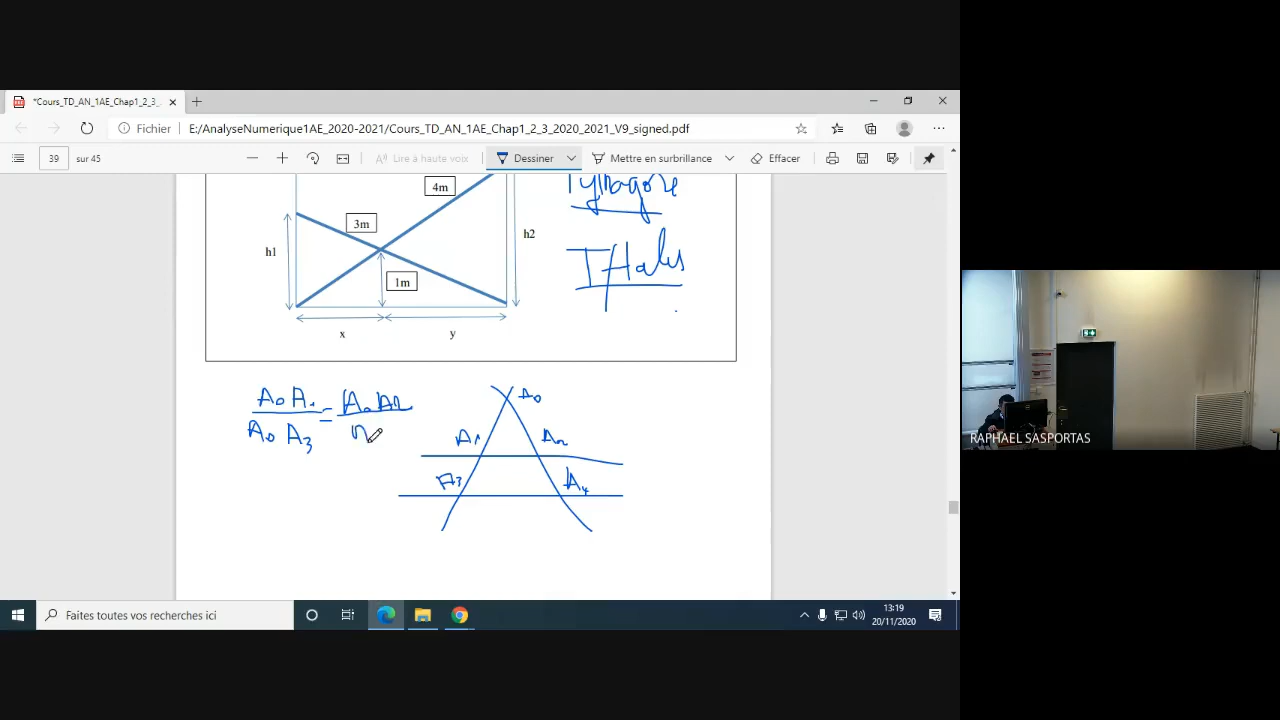 *Cours_TD_AN_1AE_Chap1_2_3_
Fichier E:/AnalyseNumerique1AE_2020-2021/Cours_TD_AN_1AE_Chap1_2_3_2020_2021_V9_signed.pdf
39 sur 45 Lire à haute voix Dessiner Mettre en surbrillance Effacer
4m
3m
h1
h2
1m
x y
Thales
A0 A1 = A0 A2
A0 A3
A0
A1 A2
A3 A4
RAPHAEL SASPORTAS
Faites toutes vos recherches ici
13:19
20/11/2020